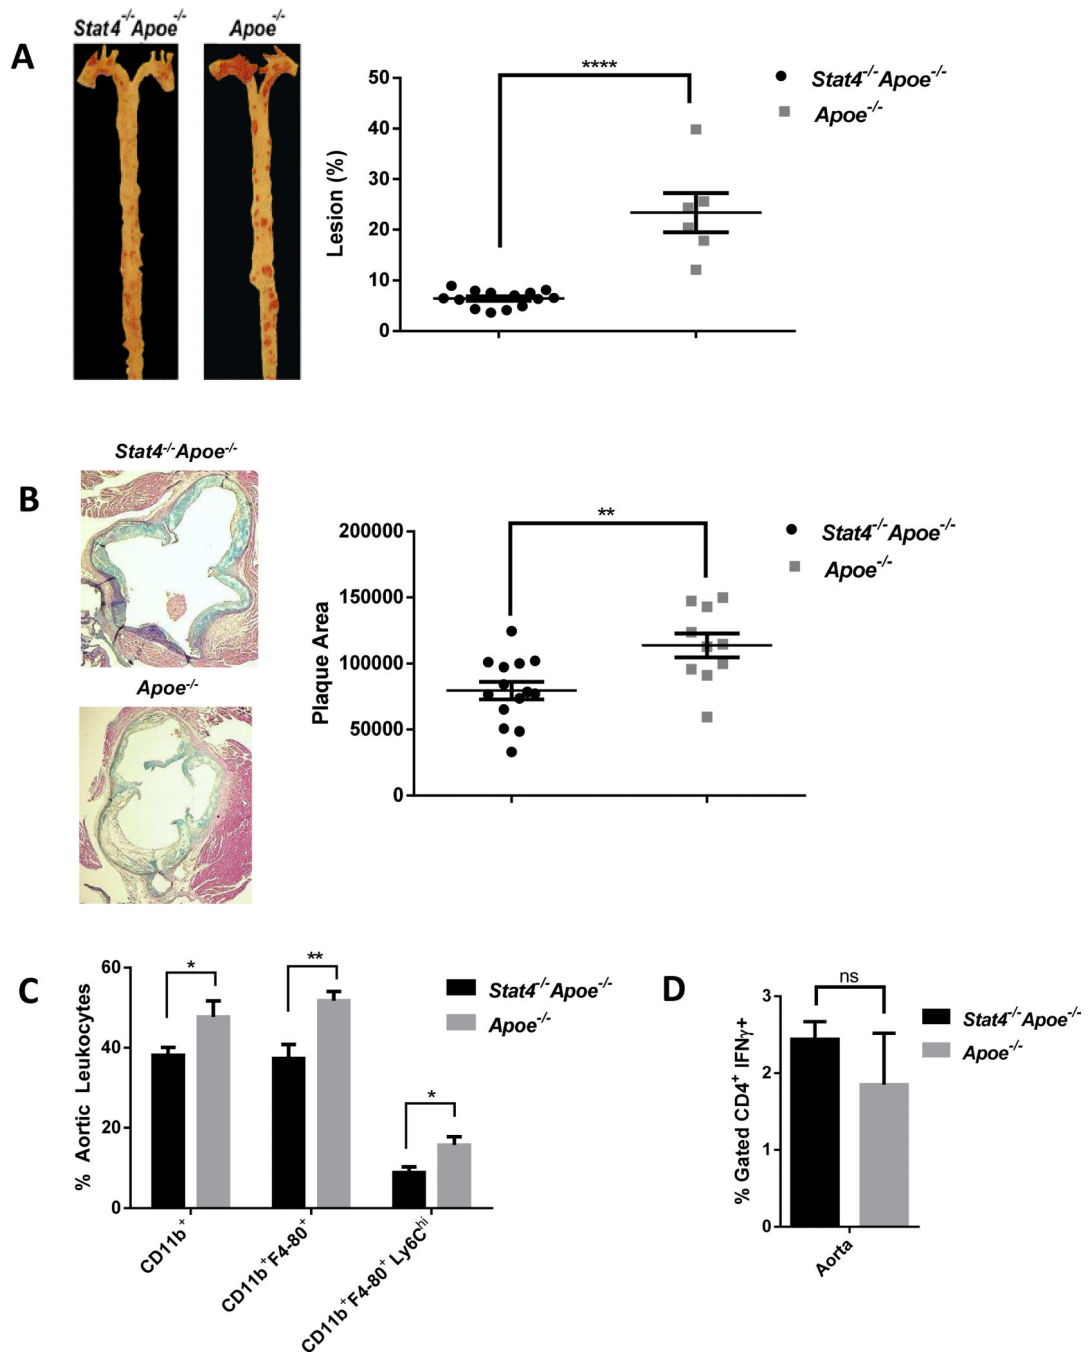 A
Stat4-/-Apoe-/-
Apoe-/-
****
Stat4-/-Apoe-/-
Apoe-/-
Lesion (%)
50
40
30
20
10
0
B
Stat4-/-Apoe-/-
Apoe-/-
**
Stat4-/-Apoe-/-
Apoe-/-
Plaque Area
200000
150000
100000
50000
0
C
% Aortic Leukocytes
60
40
20
0
*
**
*
Stat4-/-Apoe-/-
Apoe-/-
CD11b+
CD11b+F4-80+
CD11b+F4-80+ Ly6Chi
D
% Gated CD4+ IFNγ+
3
2
1
0
ns
Stat4-/-Apoe-/-
Apoe-/-
Aorta